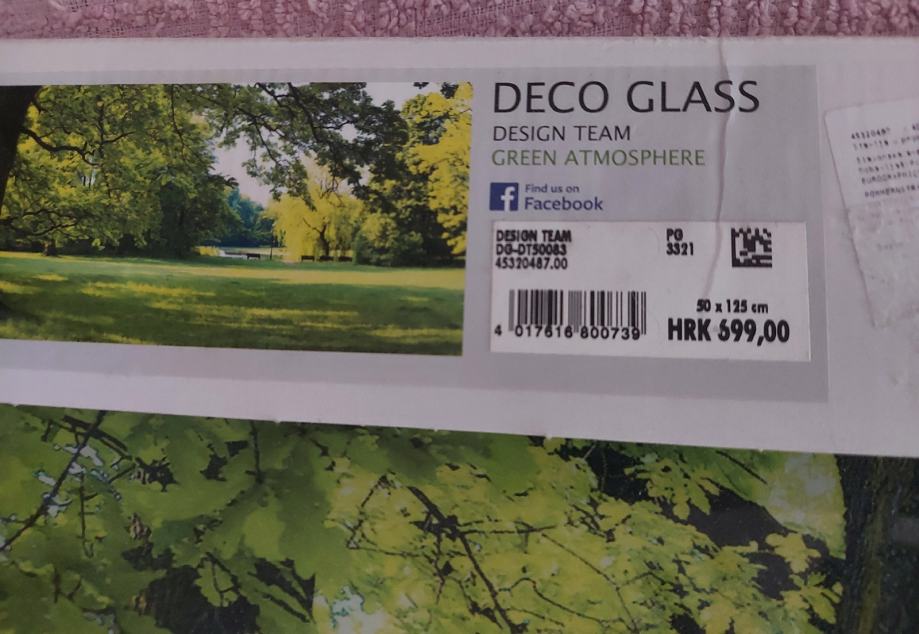 DECO GLASS
DESIGN TEAM
GREEN ATMOSPHERE
Find us on
Facebook
DESIGN TEAM
DG-DT50083
45320487.00
PG
3321
50 x 125 cm
HRK 699,00
4 017516 800739